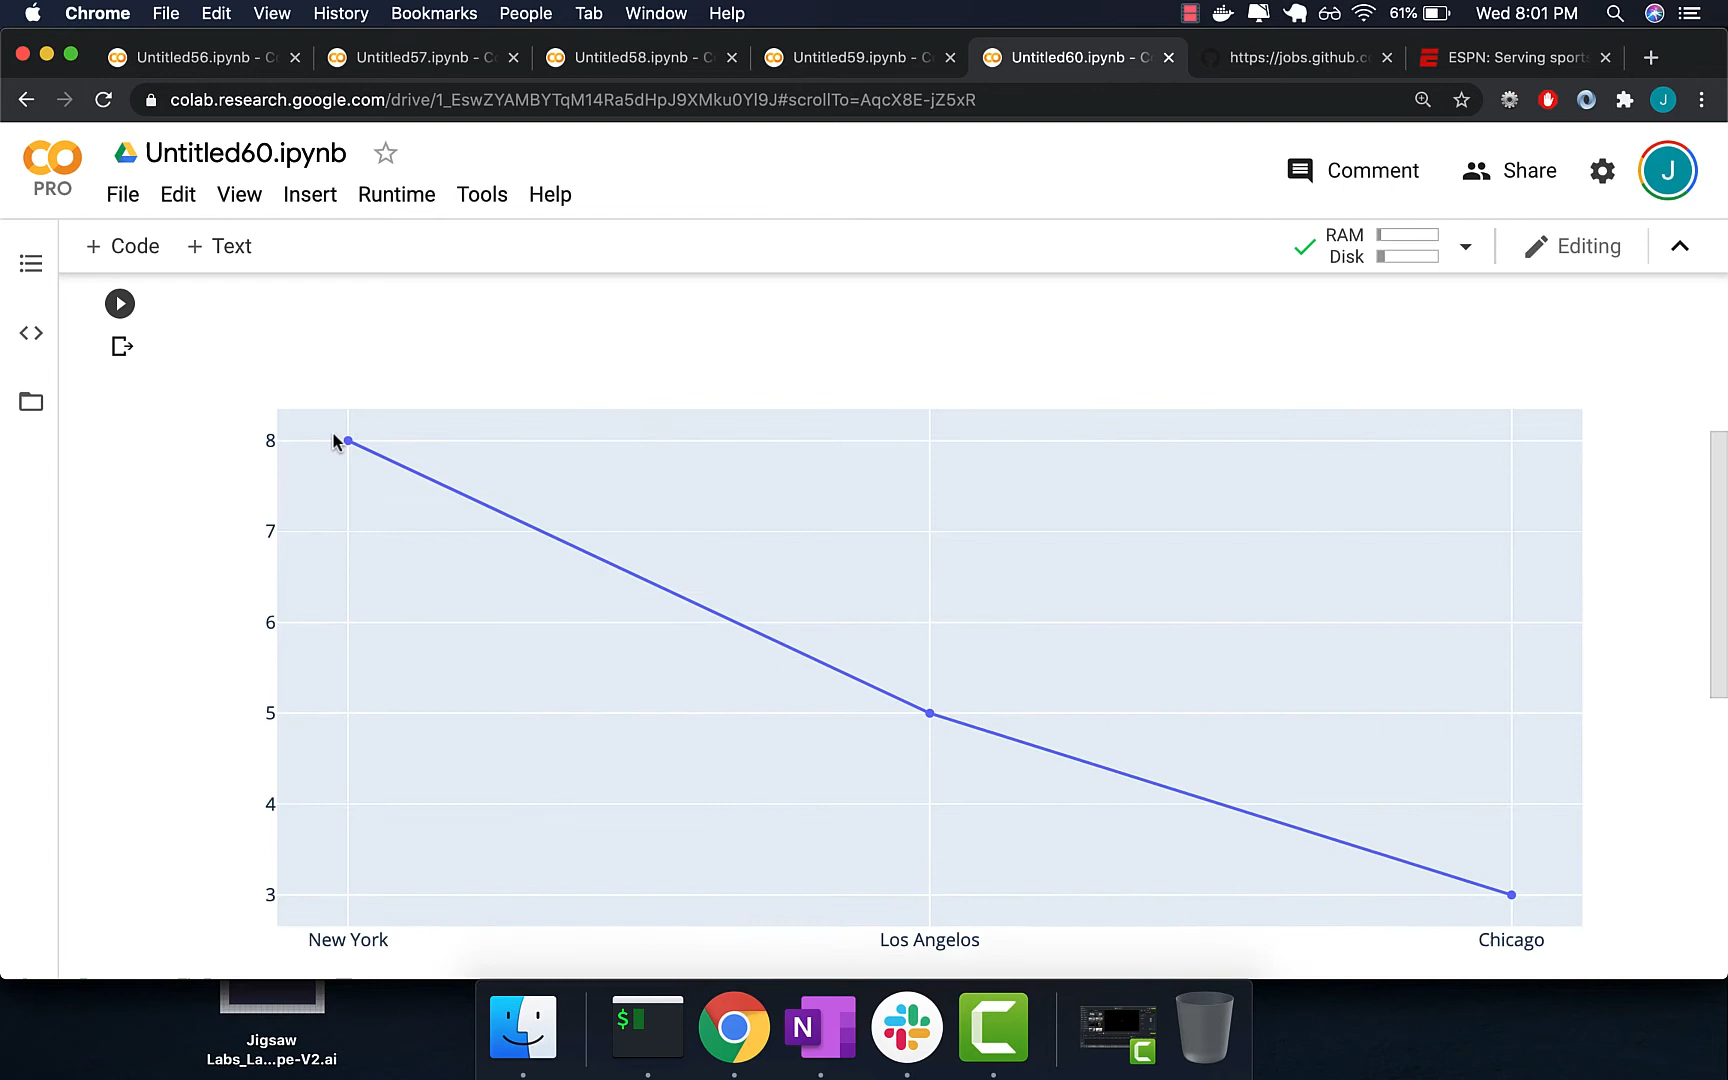 Chrome File Edit View History Bookmarks People Tab Window Help 61% Wed 8:01 PM
Untitled56.ipynb - C Untitled57.ipynb - C Untitled58.ipynb - C Untitled59.ipynb - C Untitled60.ipynb - C https://jobs.github.c ESPN: Serving sports
colab.research.google.com/drive/1_EswZYAMBYTqM14Ra5dHpJ9XMku0Yl9J#scrollTo=AqcX8E-jZ5xR J
Untitled60.ipynb
PRO
Comment Share J
File Edit View Insert Runtime Tools Help
+ Code + Text RAM Editing
Disk
8
7
6
5
4
3
New York Los Angelos Chicago
$ N
Jigsaw
Labs_La...pe-V2.ai